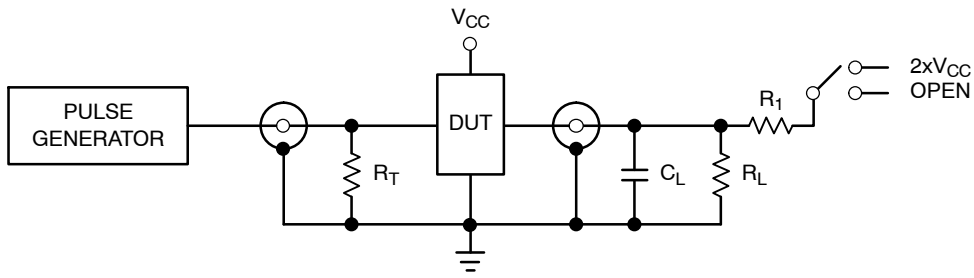 V_CC
2xV_CC
OPEN
R_1
PULSE
GENERATOR
DUT
R_T
C_L
R_L